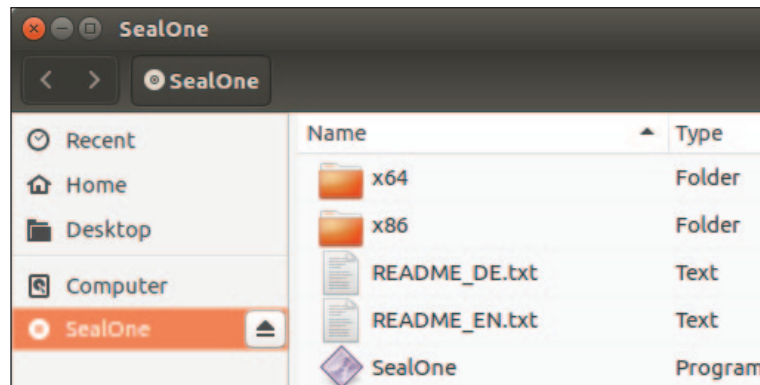 SealOne
SealOne
Recent
Home
Desktop
Computer
SealOne
Name Type
x64 Folder
x86 Folder
README_DE.txt Text
README_EN.txt Text
SealOne Program